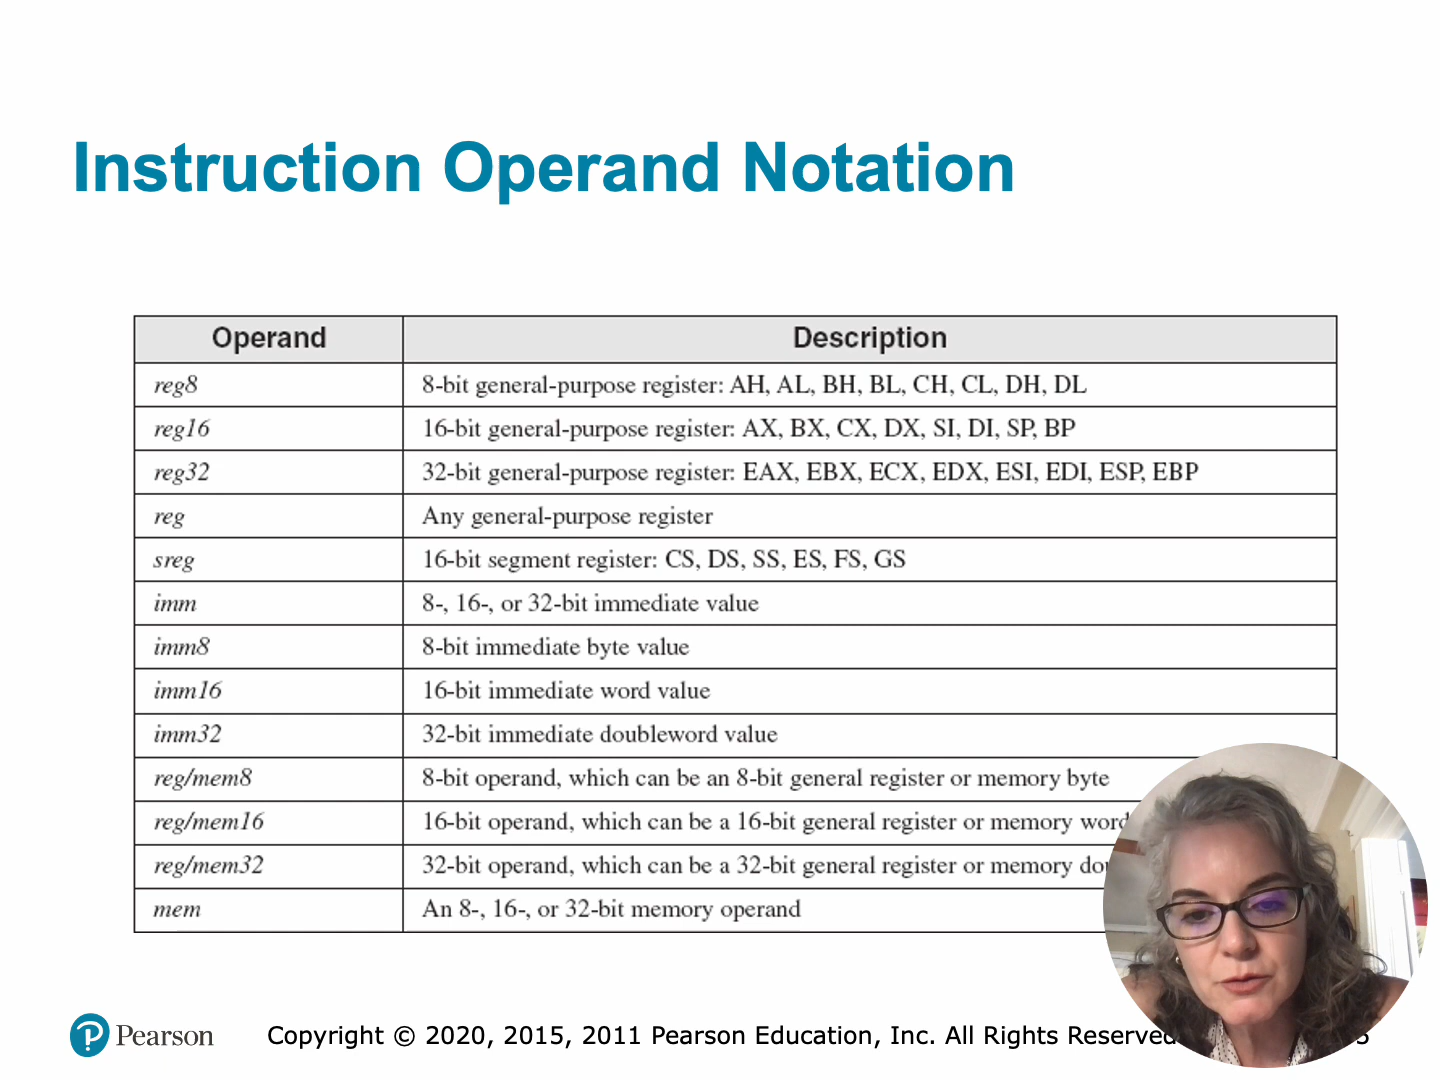 Instruction Operand Notation
Operand Description
reg8 8-bit general-purpose register: AH, AL, BH, BL, CH, CL, DH, DL
reg16 16-bit general-purpose register: AX, BX, CX, DX, SI, DI, SP, BP
reg32 32-bit general-purpose register: EAX, EBX, ECX, EDX, ESI, EDI, ESP, EBP
reg Any general-purpose register
sreg 16-bit segment register: CS, DS, SS, ES, FS, GS
imm 8-, 16-, or 32-bit immediate value
imm8 8-bit immediate byte value
imm16 16-bit immediate word value
imm32 32-bit immediate doubleword value
reg/mem8 8-bit operand, which can be an 8-bit general register or memory byte
reg/mem16 16-bit operand, which can be a 16-bit general register or memory word
reg/mem32 32-bit operand, which can be a 32-bit general register or memory
mem An 8-, 16-, or 32-bit memory operand
Pearson Copyright © 2020, 2015, 2011 Pearson Education, Inc. All Rights Reserved